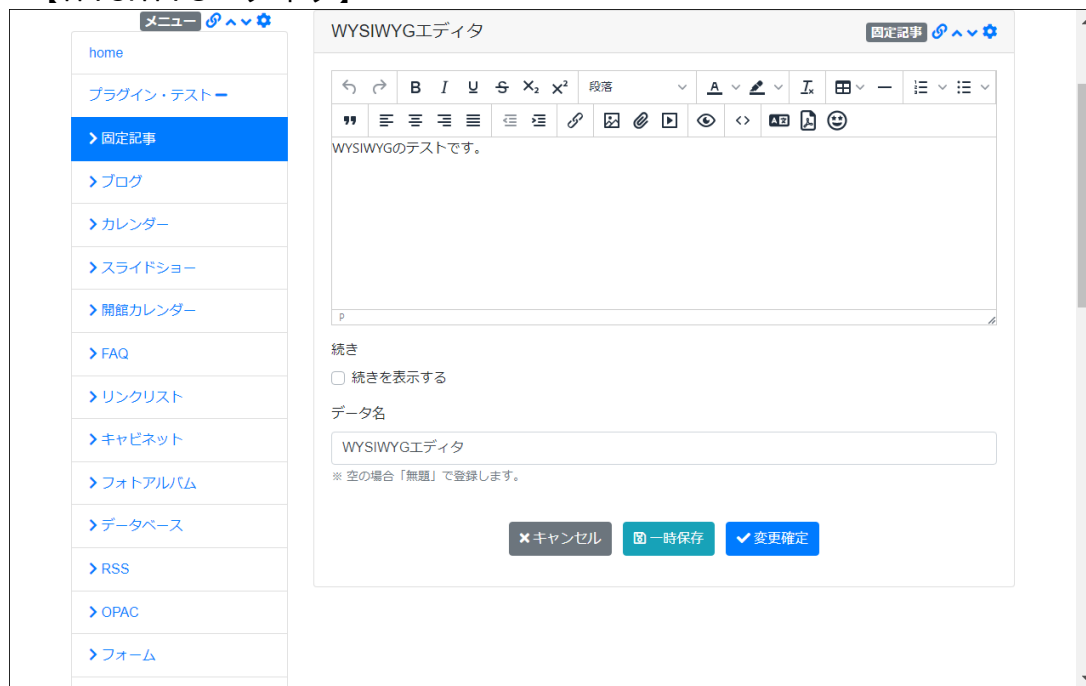 メニュー
home
プラグイン・テスト
固定記事
ブログ
カレンダー
スライドショー
開館カレンダー
FAQ
リンクリスト
キャビネット
フォトアルバム
データベース
RSS
OPAC
フォーム
WYSIWYGエディタ
固定記事
B I U S X₂ X² 段落 A
WYSIWYGのテストです。
P
続き
続きを表示する
データ名
WYSIWYGエディタ
※ 空の場合「無題」で登録します。
キャンセル 一時保存 変更確定